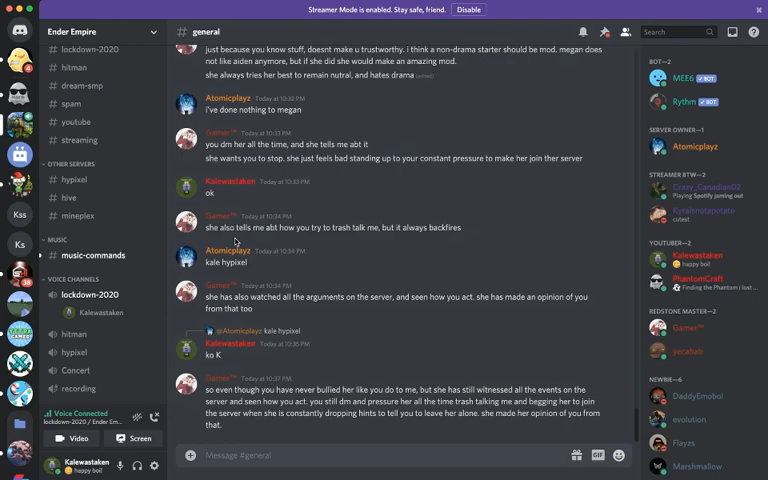 Streamer Mode is enabled. Stay safe, friend.
Disable
Ender Empire
general
Search
lockdown-2020
hitman
dream-smp
spam
youtube
streaming
OTHER SERVERS
hypixel
hive
mineplex
MUSIC
music-commands
VOICE CHANNELS
lockdown-2020
Kalewastaken
hitman
hypixel
Concert
recording
Voice Connected
lockdown-2020 / Ender Em...
Video
Screen
Kalewastaken
happy boi!
Kss
Ks
38
just because you know stuff, doesnt make u trustworthy. i think a non-drama starter should be mod. megan does
not like aiden anymore, but if she did she would make an amazing mod.
she always tries her best to remain nutral, and hates drama (edited)
Atomicplayz Today at 10:32 PM
i've done nothing to megan
Gamer™ Today at 10:33 PM
you dm her all the time, and she tells me abt it
she wants you to stop. she just feels bad standing up to your constant pressure to make her join ther server
Kalewastaken Today at 10:33 PM
ok
Gamer™ Today at 10:34 PM
she also tells me abt how you try to trash talk me, but it always backfires
Atomicplayz Today at 10:34 PM
kale hypixel
Gamer™ Today at 10:34 PM
she has also watched all the arguments on the server, and seen how you act. she has made an opinion of you
from that too
@Atomicplayz kale hypixel
Kalewastaken Today at 10:35 PM
ko K
Gamer™ Today at 10:37 PM
so even though you have never bullied her like you do to me, but she has still witnessed all the events on the
server and seen how you act. you still dm and pressure her all the time trash talking me and begging her to join
the server when she is constantly dropping hints to tell you to leave her alone. she made her opinion of you from
that.
Message #general
GIF
BOT—2
MEE6 BOT
Rythm BOT
SERVER OWNER—1
Atomicplayz
STREAMER BTW—2
Crazy_Canadian02
Playing Spotify jaming out
Kyrannotapotato
cutest
YOUTUBER—2
Kalewastaken
happy boi!
PhantomCraft
Finding the Phantom i lost ...
REDSTONE MASTER—2
Gamer™
yecabab
NEWBIE—6
DaddyEmoboi
evolution
Flayzs
Marshmallow